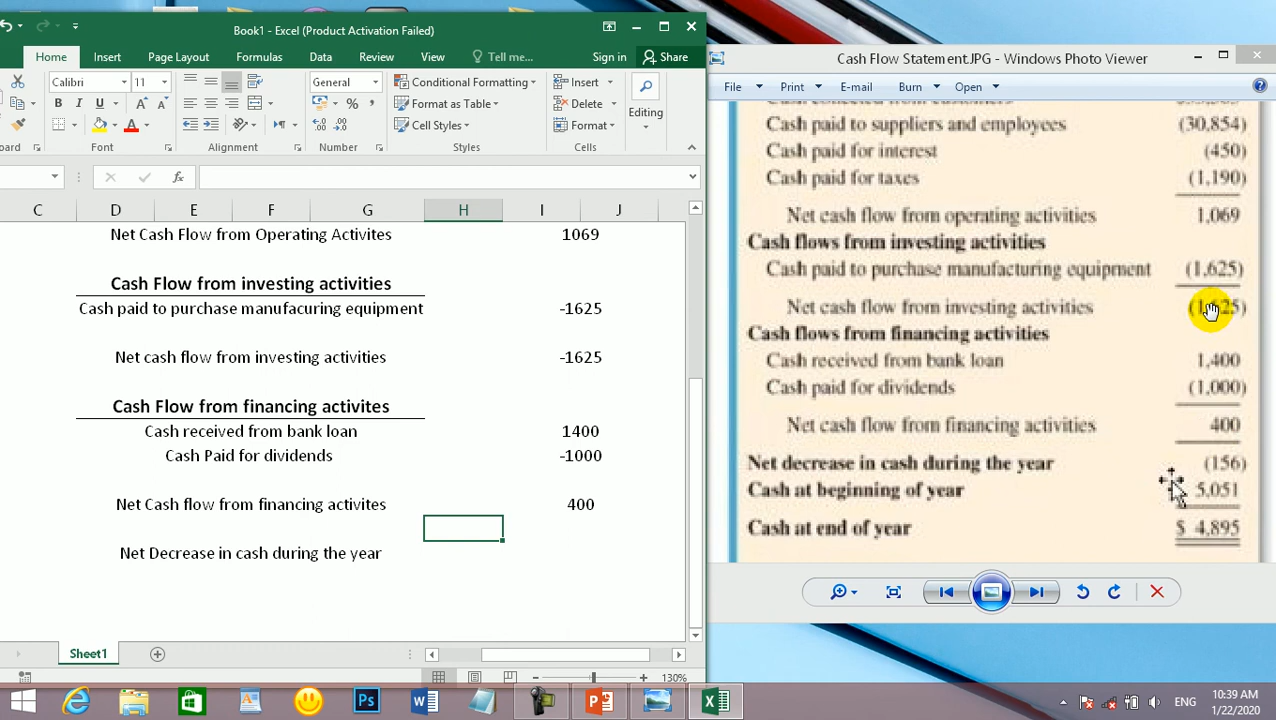 Book1 - Excel (Product Activation Failed)
Home Insert Page Layout Formulas Data Review View Tell me... Sign in Share
Calibri 11 General Conditional Formatting Insert
B I A A % , Format as Table Delete
A Cell Styles Format Editing
oard Font Alignment Number Styles Cells
fx
C D E F G H I J
Net Cash Flow from Operating Activites 1069
Cash Flow from investing activities
Cash paid to purchase manufacuring equipment -1625
Net cash flow from investing activities -1625
Cash Flow from financing activites
Cash received from bank loan 1400
Cash Paid for dividends -1000
Net Cash flow from financing activites 400
Net Decrease in cash during the year
Sheet1
130%
Cash Flow Statement.JPG - Windows Photo Viewer
File Print E-mail Burn Open
Cash paid to suppliers and employees (30,854)
Cash paid for interest (450)
Cash paid for taxes (1,190)
Net cash flow from operating activities 1,069
Cash flows from investing activities
Cash paid to purchase manufacturing equipment (1,625)
Net cash flow from investing activities (1,625)
Cash flows from financing activities
Cash received from bank loan 1,400
Cash paid for dividends (1,000)
Net cash flow from financing activities 400
Net decrease in cash during the year (156)
Cash at beginning of year 5,051
Cash at end of year $ 4,895
ENG
10:39 AM
1/22/2020